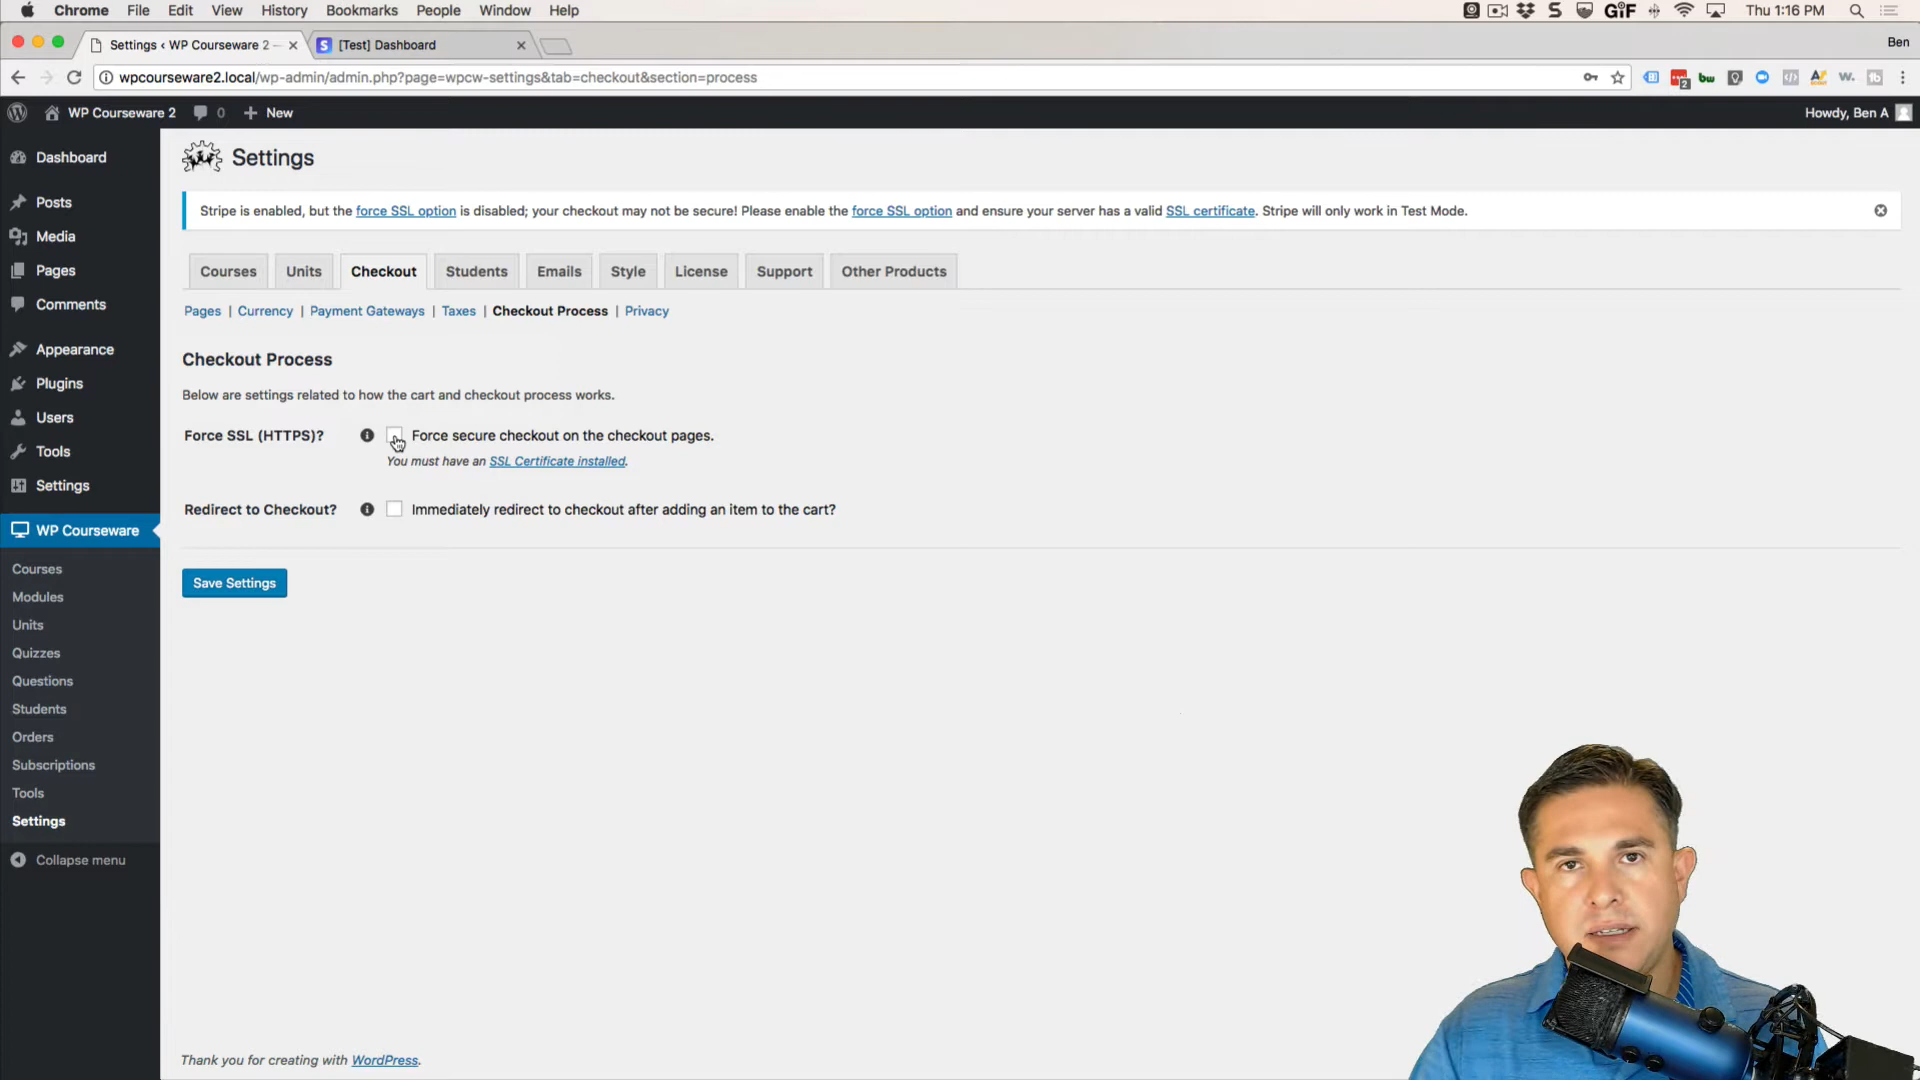 Chrome File Edit View History Bookmarks People Window Help
GIF Thu 1:16 PM
Settings ‹ WP Courseware 2 —
[Test] Dashboard
Ben
wpcourseware2.local/wp-admin/admin.php?page=wpcw-settings&tab=checkout&section=process
WP Courseware 2 0 + New
Howdy, Ben A
Dashboard
Posts
Media
Pages
Comments
Appearance
Plugins
Users
Tools
Settings
WP Courseware
Courses
Modules
Units
Quizzes
Questions
Students
Orders
Subscriptions
Tools
Settings
Collapse menu
Settings
Stripe is enabled, but the force SSL option is disabled; your checkout may not be secure! Please enable the force SSL option and ensure your server has a valid SSL certificate. Stripe will only work in Test Mode.
Courses Units Checkout Students Emails Style License Support Other Products
Pages | Currency | Payment Gateways | Taxes | Checkout Process | Privacy
Checkout Process
Below are settings related to how the cart and checkout process works.
Force SSL (HTTPS)? Force secure checkout on the checkout pages.
You must have an SSL Certificate installed.
Redirect to Checkout? Immediately redirect to checkout after adding an item to the cart?
Save Settings
Thank you for creating with WordPress.